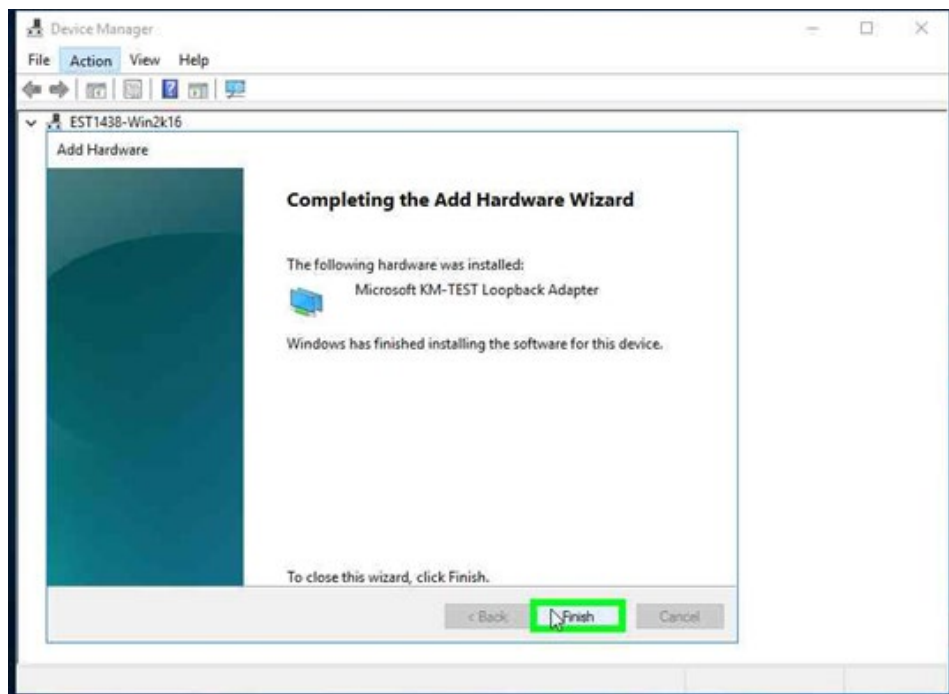 Device Manager
File Action View Help
EST1438-Win2k16
Add Hardware
Completing the Add Hardware Wizard
The following hardware was installed:
Microsoft KM-TEST Loopback Adapter
Windows has finished installing the software for this device.
To close this wizard, click Finish.
< Back Finish Cancel